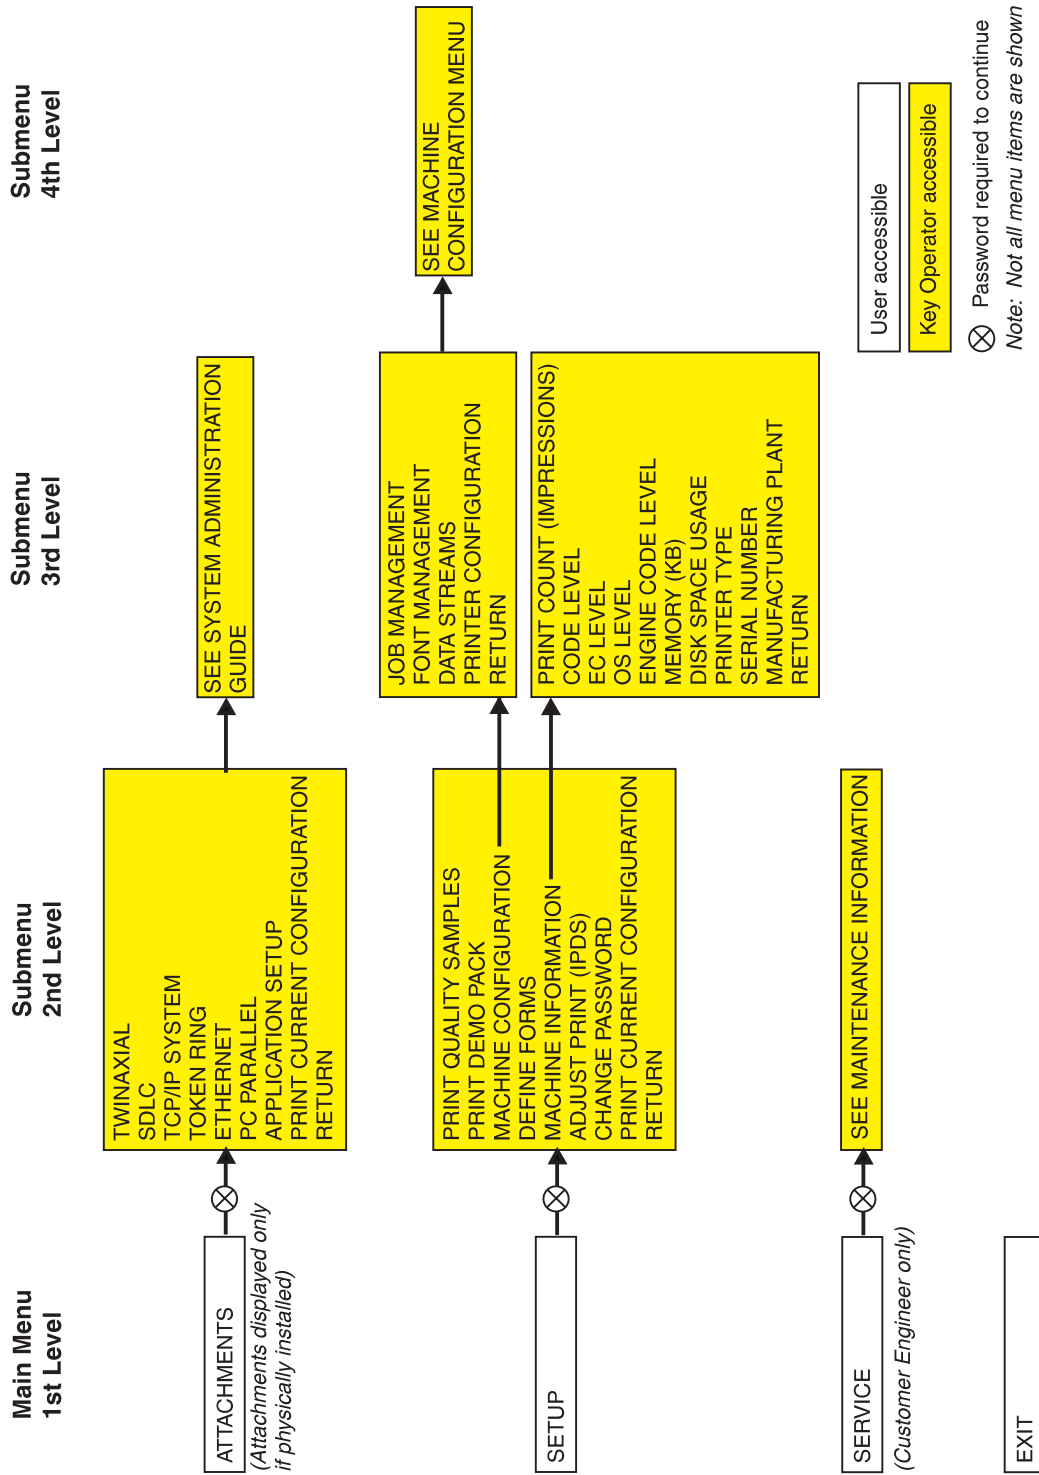 Main Menu
1st Level
Submenu
2nd Level
Submenu
3rd Level
Submenu
4th Level
ATTACHMENTS
(Attachments displayed only
if physically installed)
TWINAXIAL
SDLC
TCP/IP SYSTEM
TOKEN RING
ETHERNET
PC PARALLEL
APPLICATION SETUP
PRINT CURRENT CONFIGURATION
RETURN
SEE SYSTEM ADMINISTRATION
GUIDE
SETUP
PRINT QUALITY SAMPLES
PRINT DEMO PACK
MACHINE CONFIGURATION
DEFINE FORMS
MACHINE INFORMATION
ADJUST PRINT (IPDS)
CHANGE PASSWORD
PRINT CURRENT CONFIGURATION
RETURN
JOB MANAGEMENT
FONT MANAGEMENT
DATA STREAMS
PRINTER CONFIGURATION
RETURN
SEE MACHINE
CONFIGURATION MENU
PRINT COUNT (IMPRESSIONS)
CODE LEVEL
EC LEVEL
OS LEVEL
ENGINE CODE LEVEL
MEMORY (KB)
DISK SPACE USAGE
PRINTER TYPE
SERIAL NUMBER
MANUFACTURING PLANT
RETURN
SERVICE
(Customer Engineer only)
SEE MAINTENANCE INFORMATION
EXIT
User accessible
Key Operator accessible
Password required to continue
Note: Not all menu items are shown